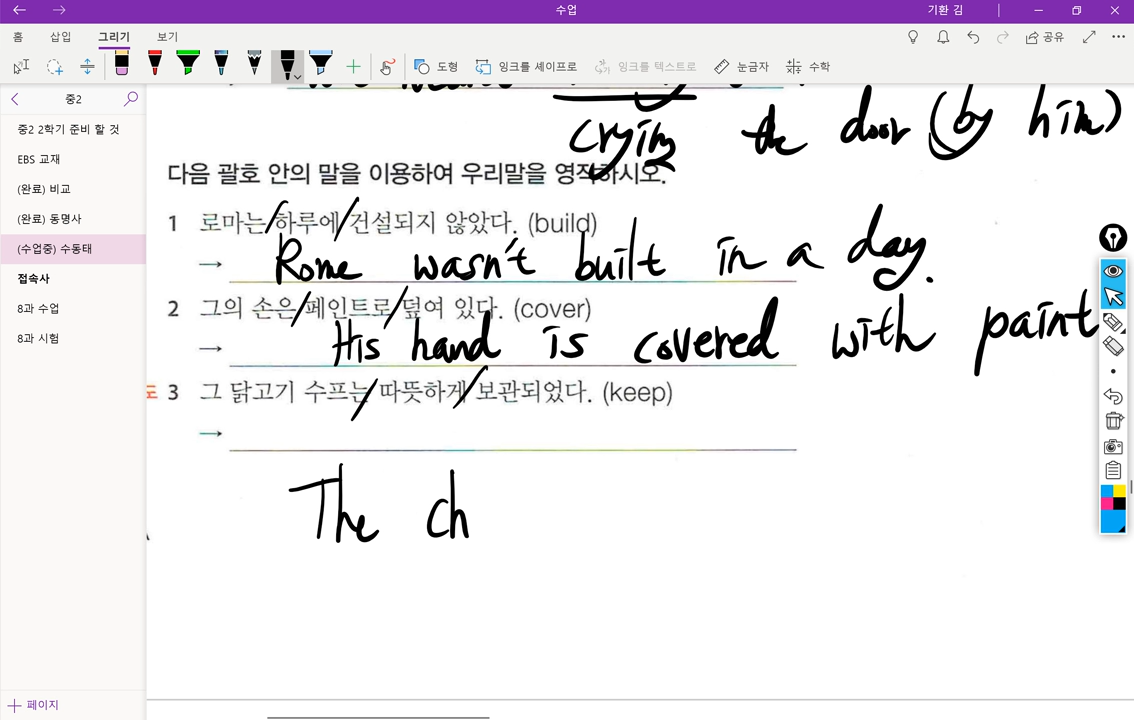 수업
기환 김
홈 삽입 그리기 보기
공유
도형 잉크를 셰이프로 잉크를 텍스트로 눈금자 수학
중2
중2 2학기 준비 할 것
EBS 교재
(완료) 비교
(완료) 동명사
(수업중) 수동태
접속사
8과 수업
8과 시험
페이지
crying the door (by him)
다음 괄호 안의 말을 이용하여 우리말을 영작하시오.
1 로마는/하루에/건설되지 않았다. (build)
→ Rome wasn't built in a day.
2 그의 손은/페인트로/덮여 있다. (cover)
→ His hand is covered with paint
3 그 닭고기 수프는/따뜻하게/보관되었다. (keep)
→
The ch